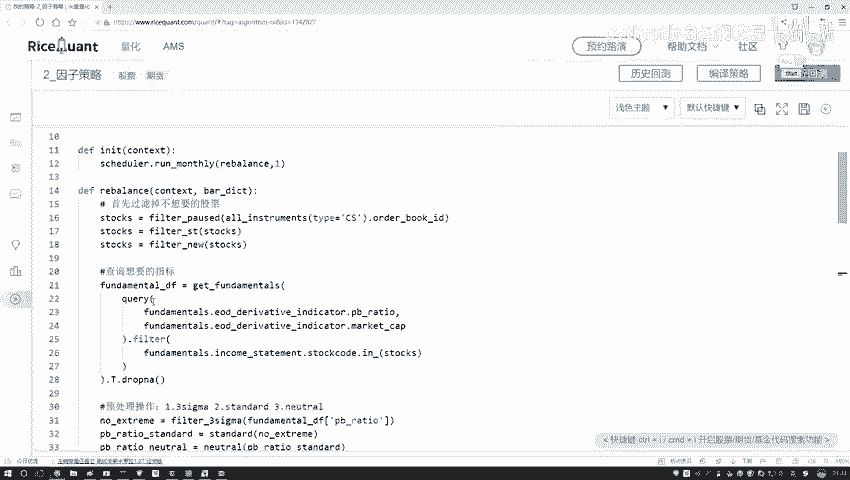 https://www.ricequant.com/quant/
RiceQuant 量化 AMS 预约路演 帮助文档 社区
2_因子策略 股票 期货 历史回测 编译策略
浅色主题 默认快捷键
10
11 def init(context):
12 scheduler.run_monthly(rebalance,1)
13
14 def rebalance(context, bar_dict):
15 # 首先过滤掉不想要的股票
16 stocks = filter_paused(all_instruments(type='CS').order_book_id)
17 stocks = filter_st(stocks)
18 stocks = filter_new(stocks)
19
20 #查询想要的指标
21 fundamental_df = get_fundamentals(
22 query(
23 fundamentals.eod_derivative_indicator.pb_ratio,
24 fundamentals.eod_derivative_indicator.market_cap
25 ).filter(
26 fundamentals.income_statement.stockcode.in_(stocks)
27 )
28 ).T.dropna()
29
30 #预处理操作：1.3sigma 2.standard 3.neutral
31 no_extreme = filter_3sigma(fundamental_df['pb_ratio'])
32 pb_ratio_standard = standard(no_extreme)
33 pb_ratio_neutral = neutral(pb_ratio_standard)
< 快捷键 ctrl + i / cmd + i 开启股票/期货/基金代码搜索功能 >